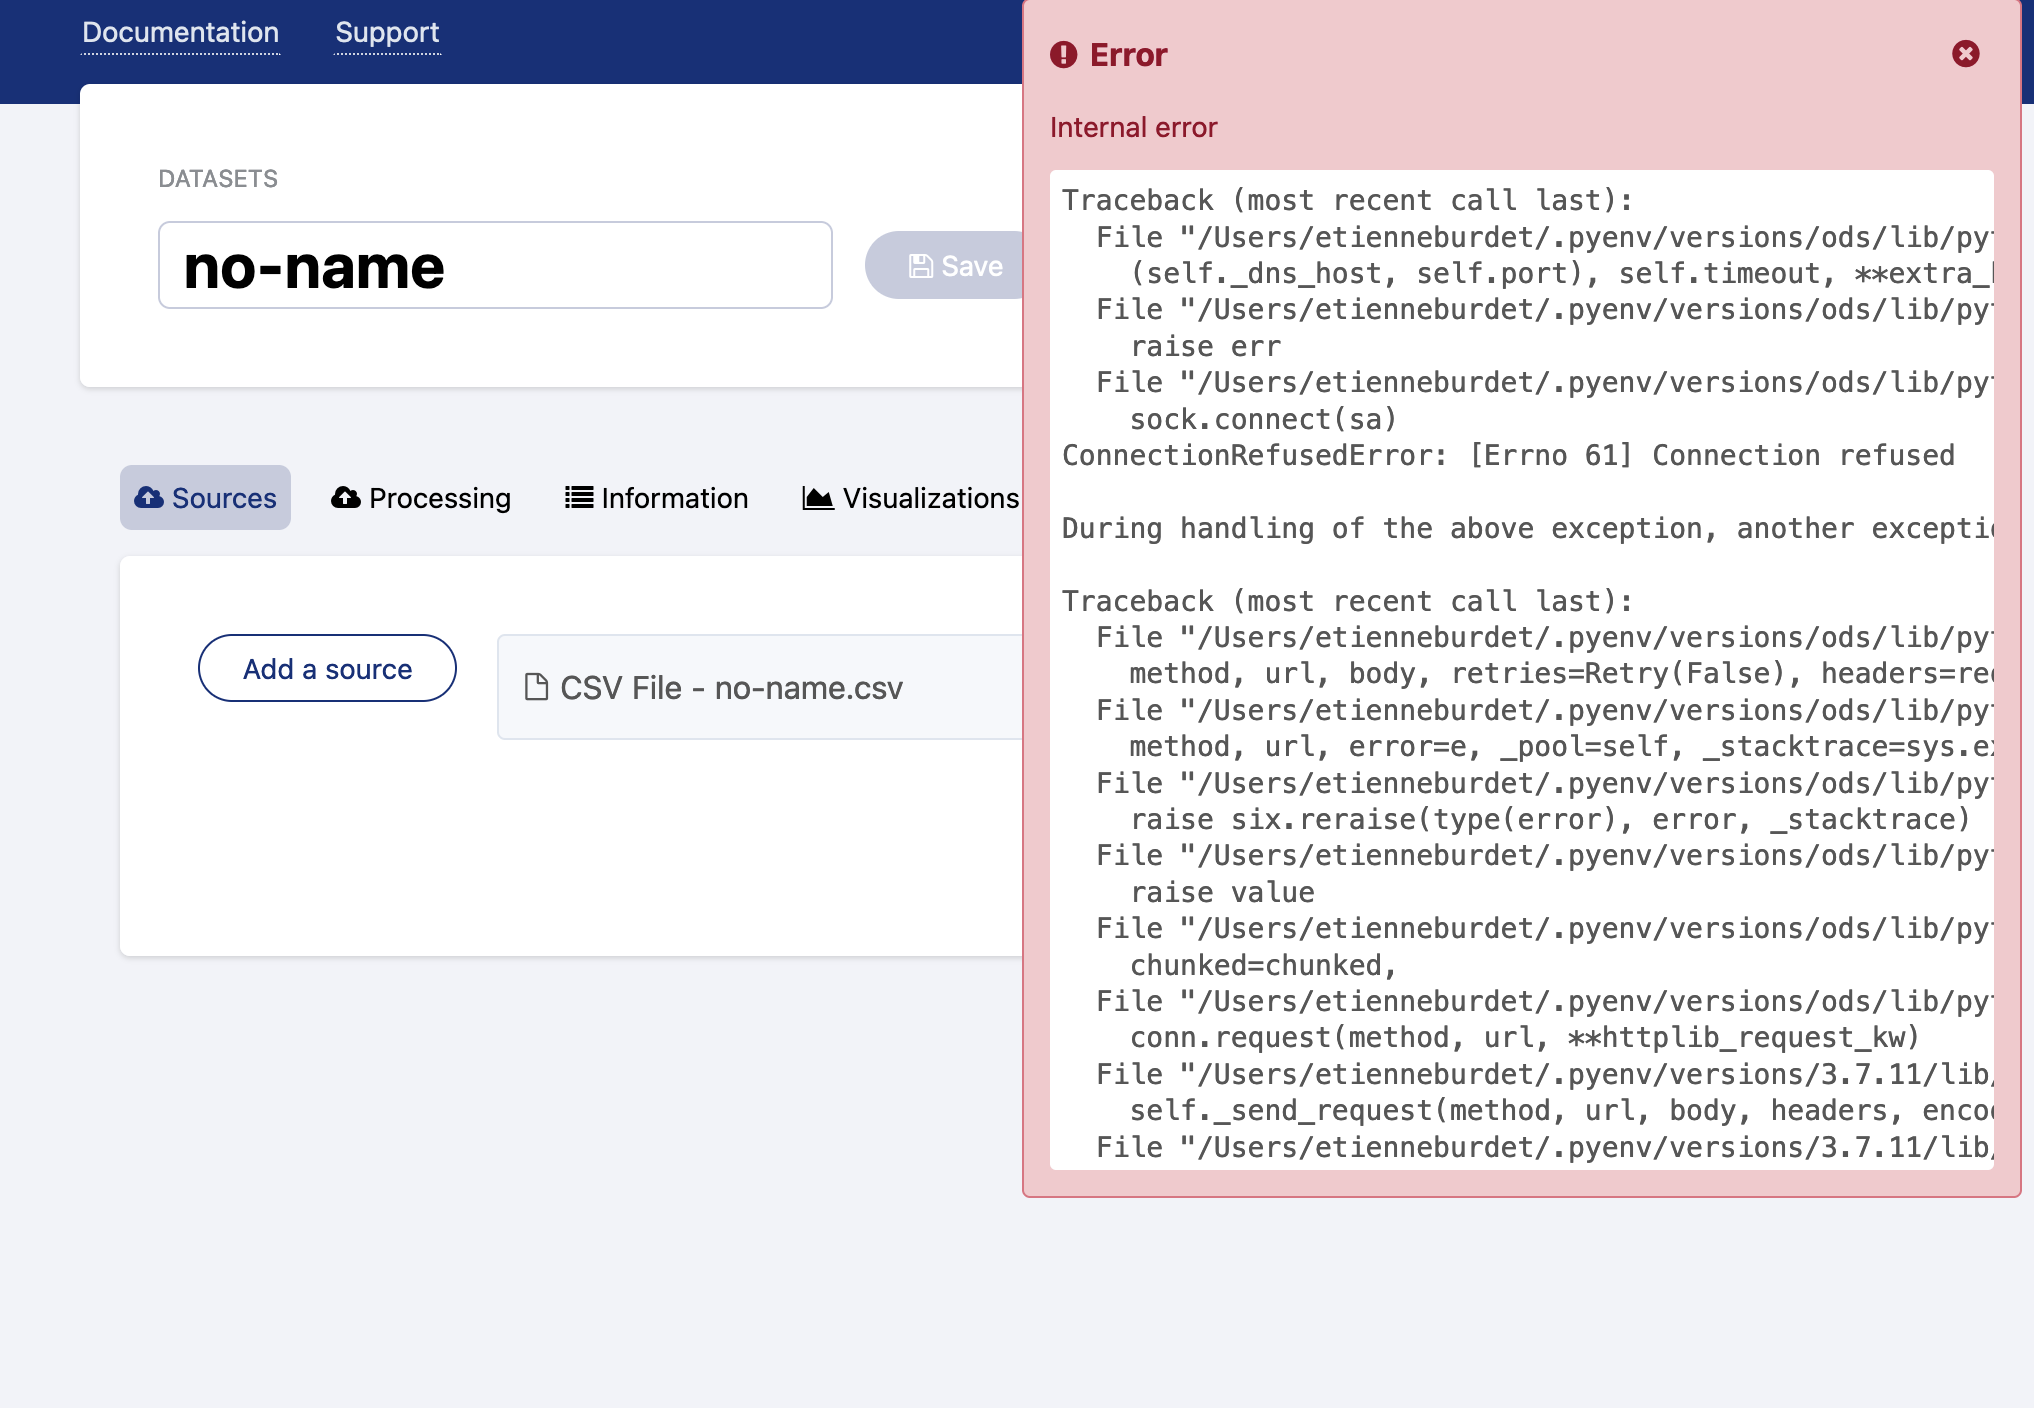 Documentation Support
DATASETS
no-name
Save
Sources Processing Information Visualizations
Add a source
CSV File - no-name.csv
Error
Internal error
Traceback (most recent call last):
File "/Users/etienneburdet/.pyenv/versions/ods/lib/py
(self._dns_host, self.port), self.timeout, **extra_
File "/Users/etienneburdet/.pyenv/versions/ods/lib/py
raise err
File "/Users/etienneburdet/.pyenv/versions/ods/lib/py
sock.connect(sa)
ConnectionRefusedError: [Errno 61] Connection refused
During handling of the above exception, another excepti
Traceback (most recent call last):
File "/Users/etienneburdet/.pyenv/versions/ods/lib/py
method, url, body, retries=Retry(False), headers=re
File "/Users/etienneburdet/.pyenv/versions/ods/lib/py
method, url, error=e, _pool=self, _stacktrace=sys.e
File "/Users/etienneburdet/.pyenv/versions/ods/lib/py
raise six.reraise(type(error), error, _stacktrace)
File "/Users/etienneburdet/.pyenv/versions/ods/lib/py
raise value
File "/Users/etienneburdet/.pyenv/versions/ods/lib/py
chunked=chunked,
File "/Users/etienneburdet/.pyenv/versions/ods/lib/py
conn.request(method, url, **httplib_request_kw)
File "/Users/etienneburdet/.pyenv/versions/3.7.11/lib/
self._send_request(method, url, body, headers, enco
File "/Users/etienneburdet/.pyenv/versions/3.7.11/lib/